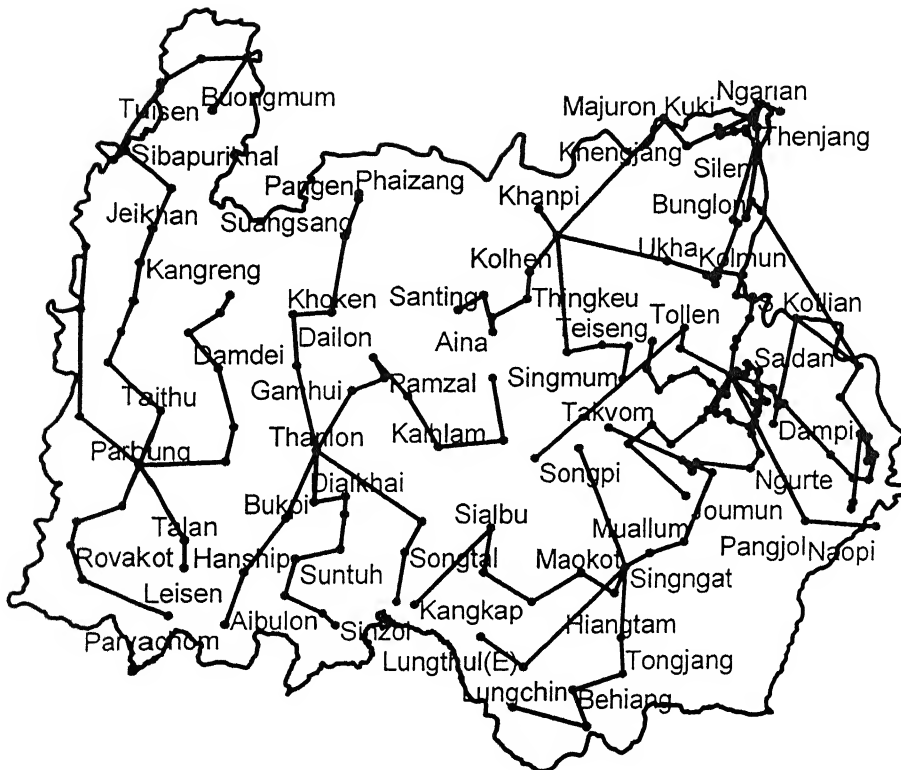 Ngarian
Buongmum
Majuron Kuki
Tuisen
Thenjang
Sibapurikhal
Khengjang
Silen
Pangen
Phaizang
Khanpi
Bunglon
Jeikhan
Suangsang
Ukha
Kolmun
Kangreng
Kolhen
Santing
Thingkeu
Khoken
Tollen
S Kotlian
Dailon
Aina
Teiseng
Damdei
Saidan
Gamhui
Ramzal
Singmum
Taithu
Takvom
Kalhlam
Thanlon
Dampi
Parbung
Songpi
Ngurte
Dialkhai
Bukpi
Sialbu
Joumun
Talan
Muallum
Rovakot
Hanship
Songtal
Maokot
Pangjol
Naopi
Suntuh
Singngat
Leisen
Kangkap
Aibulon
Sinzol
Hiangtam
Parvachom
Lungthul(E)
Tongjang
Lungchin
Behiang